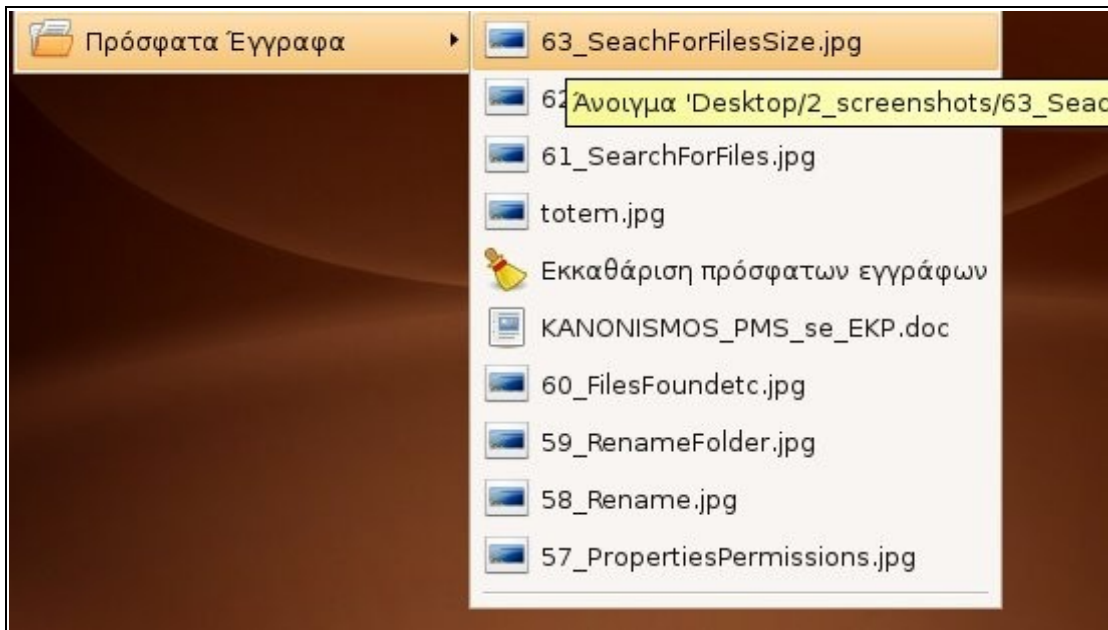 Πρόσφατα Έγγραφα
63_SeachForFilesSize.jpg
62
Άνοιγμα 'Desktop/2_screenshots/63_Seac
61_SearchForFiles.jpg
totem.jpg
Εκκαθάριση πρόσφατων εγγράφων
KANONISMOS_PMS_se_EKP.doc
60_FilesFoundetc.jpg
59_RenameFolder.jpg
58_Rename.jpg
57_PropertiesPermissions.jpg